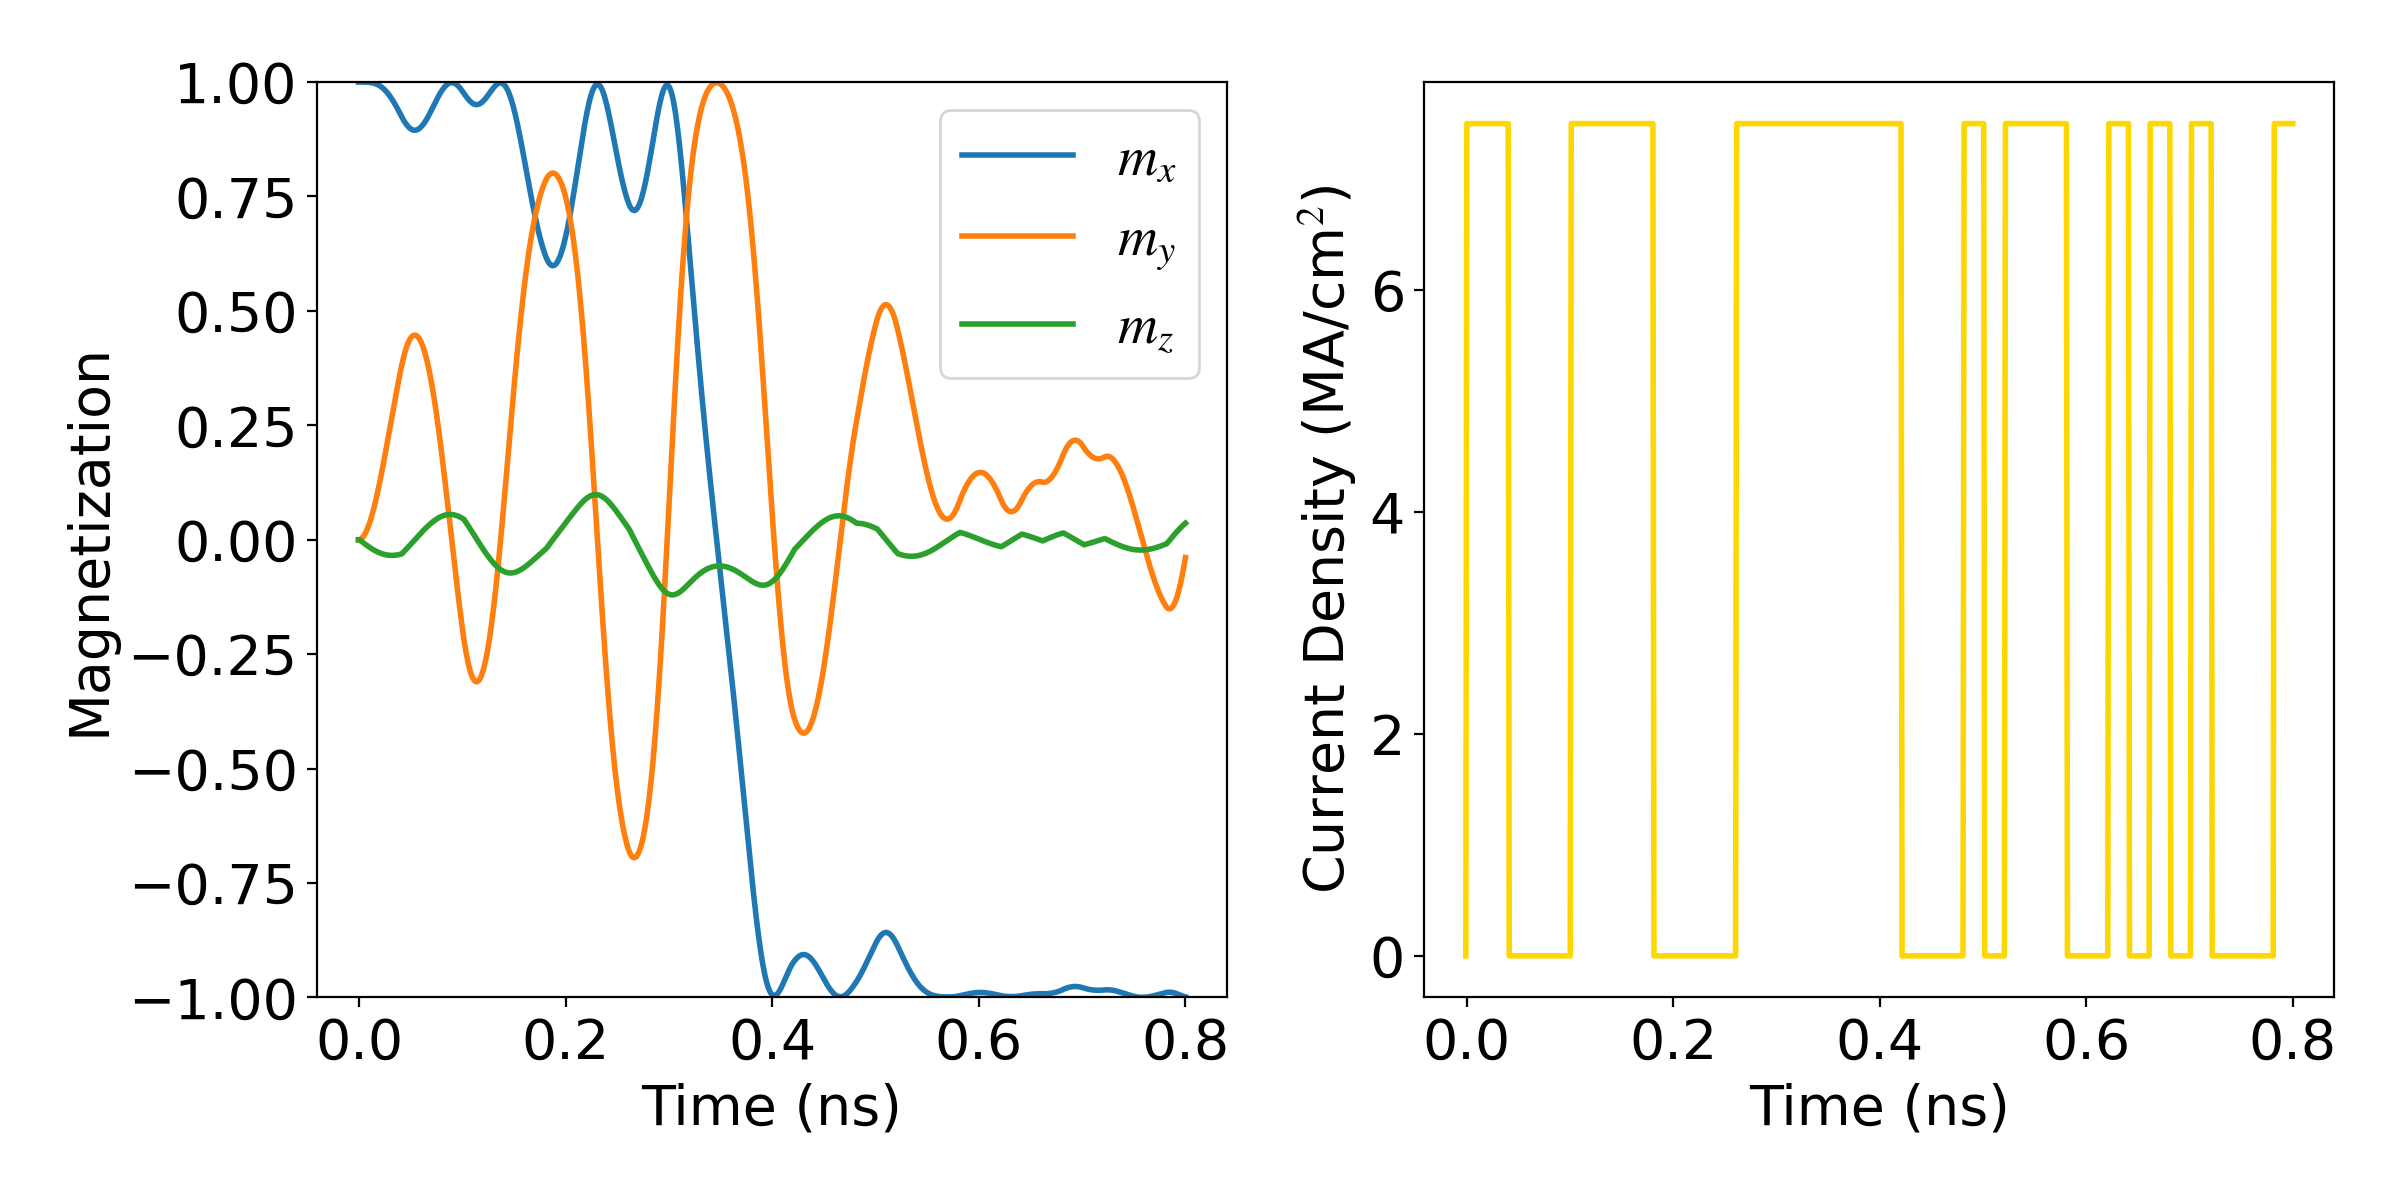 1.00
0.75
0.50
0.25
0.00
−0.25
−0.50
−0.75
−1.00
Magnetization
0.0 0.2 0.4 0.6 0.8
Time (ns)
m_x
m_y
m_z
6
4
2
0
Current Density (MA/cm²)
0.0 0.2 0.4 0.6 0.8
Time (ns)